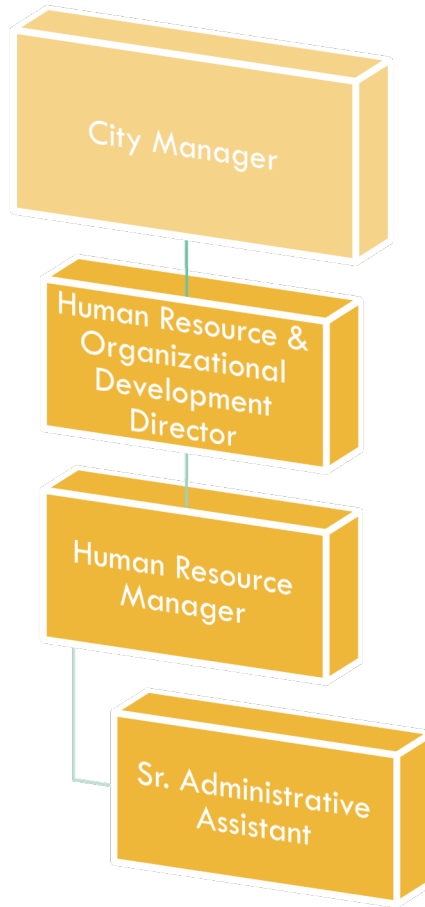 City Manager
Human Resource &
Organizational
Development
Director
Human Resource
Manager
Sr. Administrative
Assistant